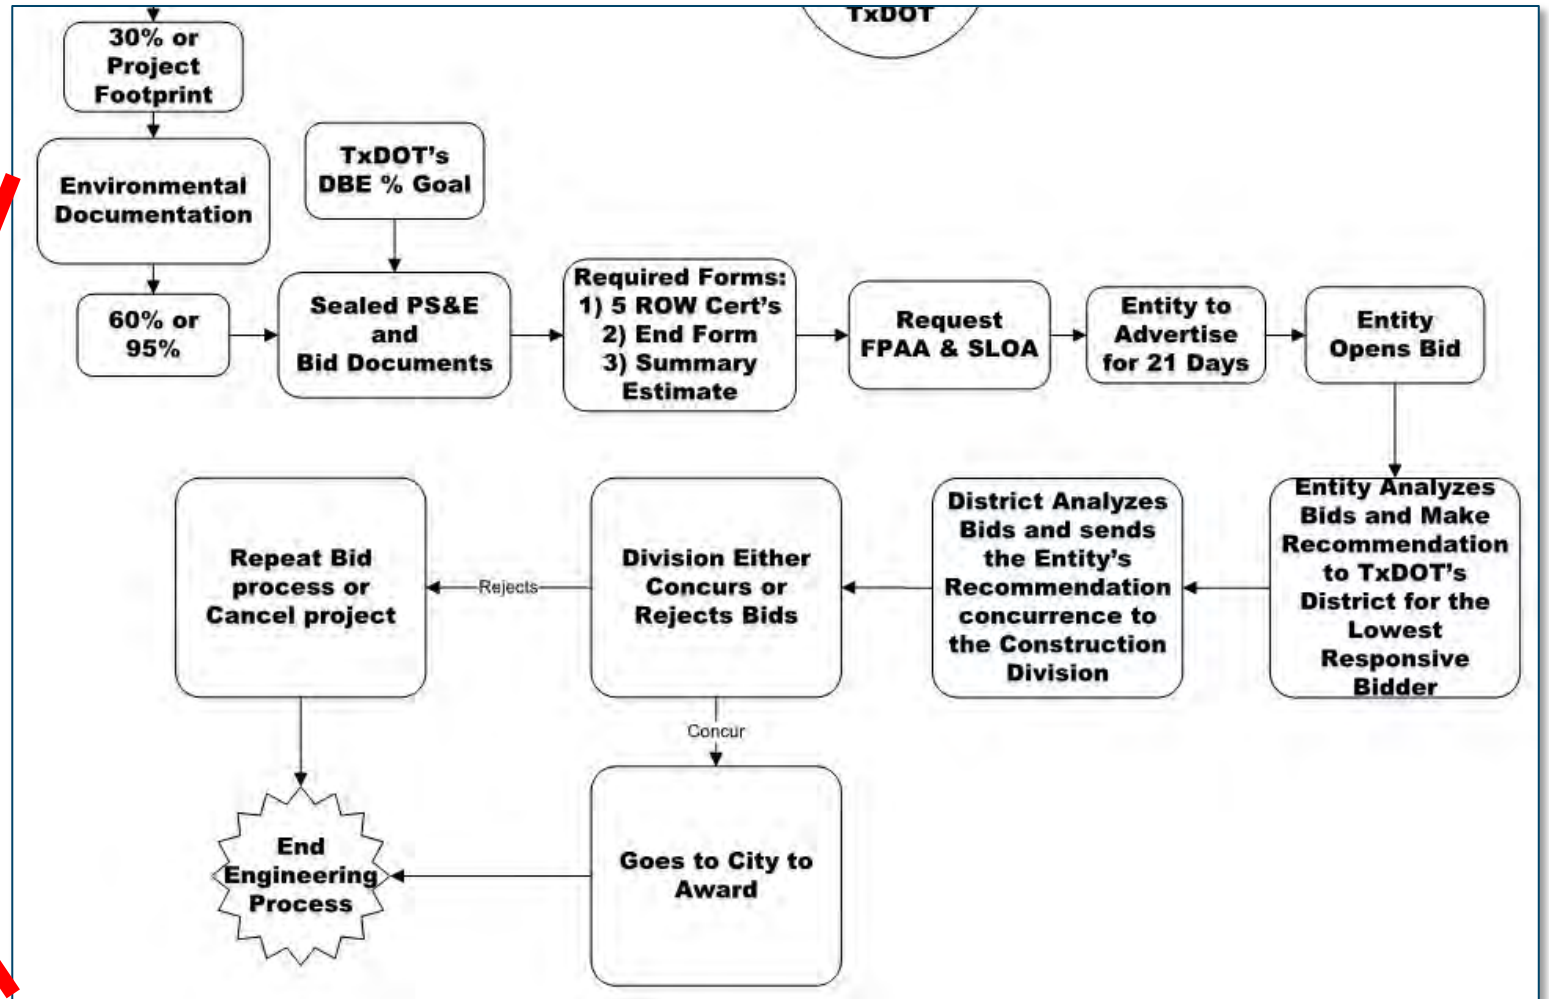 TxDOT
30% or
Project
Footprint
Environmental
Documentation
TxDOT's
DBE % Goal
60% or
95%
Sealed PS&E
and
Bid Documents
Required Forms:
1) 5 ROW Cert's
2) End Form
3) Summary
Estimate
Request
FPAA & SLOA
Entity to
Advertise
for 21 Days
Entity
Opens Bid
Entity Analyzes
Bids and Make
Recommendation
to TxDOT's
District for the
Lowest
Responsive
Bidder
District Analyzes
Bids and sends
the Entity's
Recommendation
concurrence to
the Construction
Division
Division Either
Concurs or
Rejects Bids
Rejects
Repeat Bid
process or
Cancel project
Concur
Goes to City to
Award
End
Engineering
Process